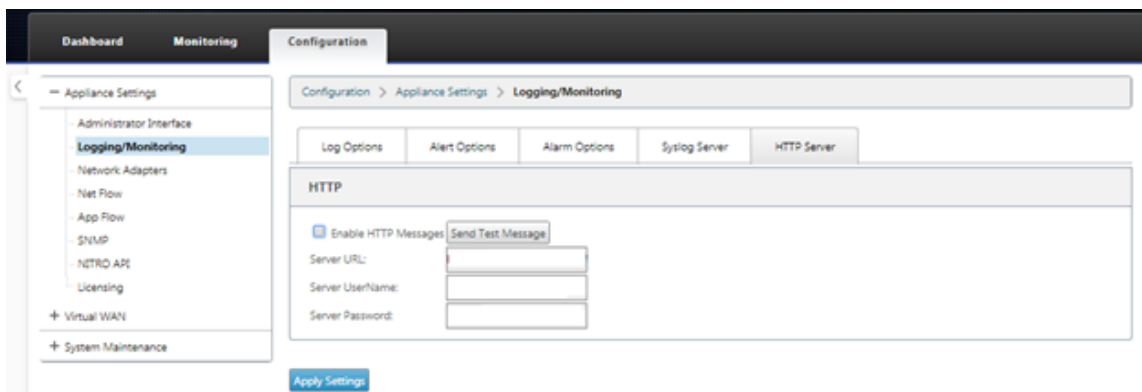 Dashboard Monitoring Configuration
− Appliance Settings
Administrator Interface
Logging/Monitoring
Network Adapters
Net Flow
App Flow
SNMP
NITRO API
Licensing
+ Virtual WAN
+ System Maintenance
Configuration > Appliance Settings > Logging/Monitoring
Log Options Alert Options Alarm Options Syslog Server HTTP Server
HTTP
Enable HTTP Messages Send Test Message
Server URL:
Server UserName:
Server Password:
Apply Settings